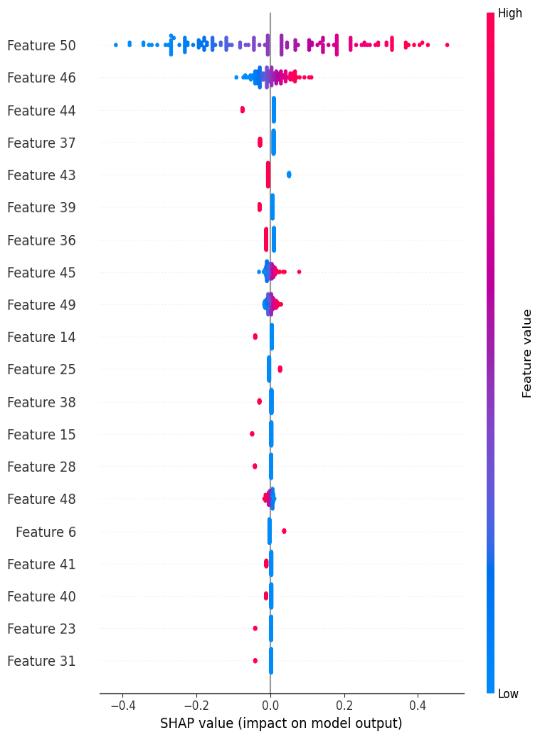 High
Feature 50
Feature 46
Feature 44
Feature 37
Feature 43
Feature 39
Feature 36
Feature 45
Feature 49
Feature 14
Feature 25
Feature 38
Feature 15
Feature 28
Feature 48
Feature 6
Feature 41
Feature 40
Feature 23
Feature 31
Feature value
Low
−0.4 −0.2 0.0 0.2 0.4
SHAP value (impact on model output)